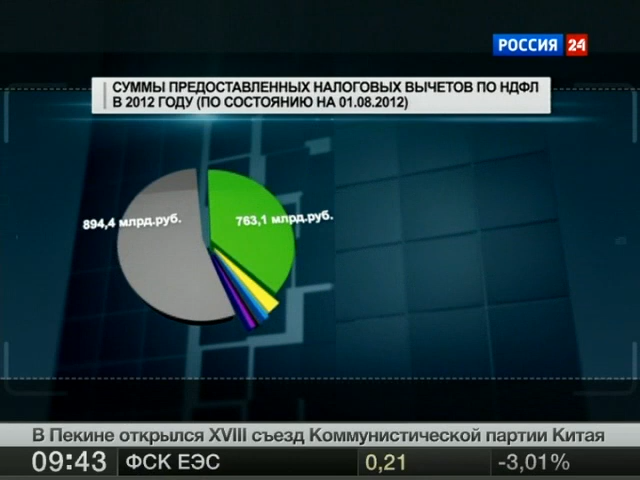 РОССИЯ 24
СУММЫ ПРЕДОСТАВЛЕННЫХ НАЛОГОВЫХ ВЫЧЕТОВ ПО НДФЛ
В 2012 ГОДУ (ПО СОСТОЯНИЮ НА 01.08.2012)
894,4 млрд.руб.
763,1 млрд.руб.
В Пекине открылся XVIII съезд Коммунистической партии Китая
09:43 ФСК ЕЭС 0,21 -3,01%